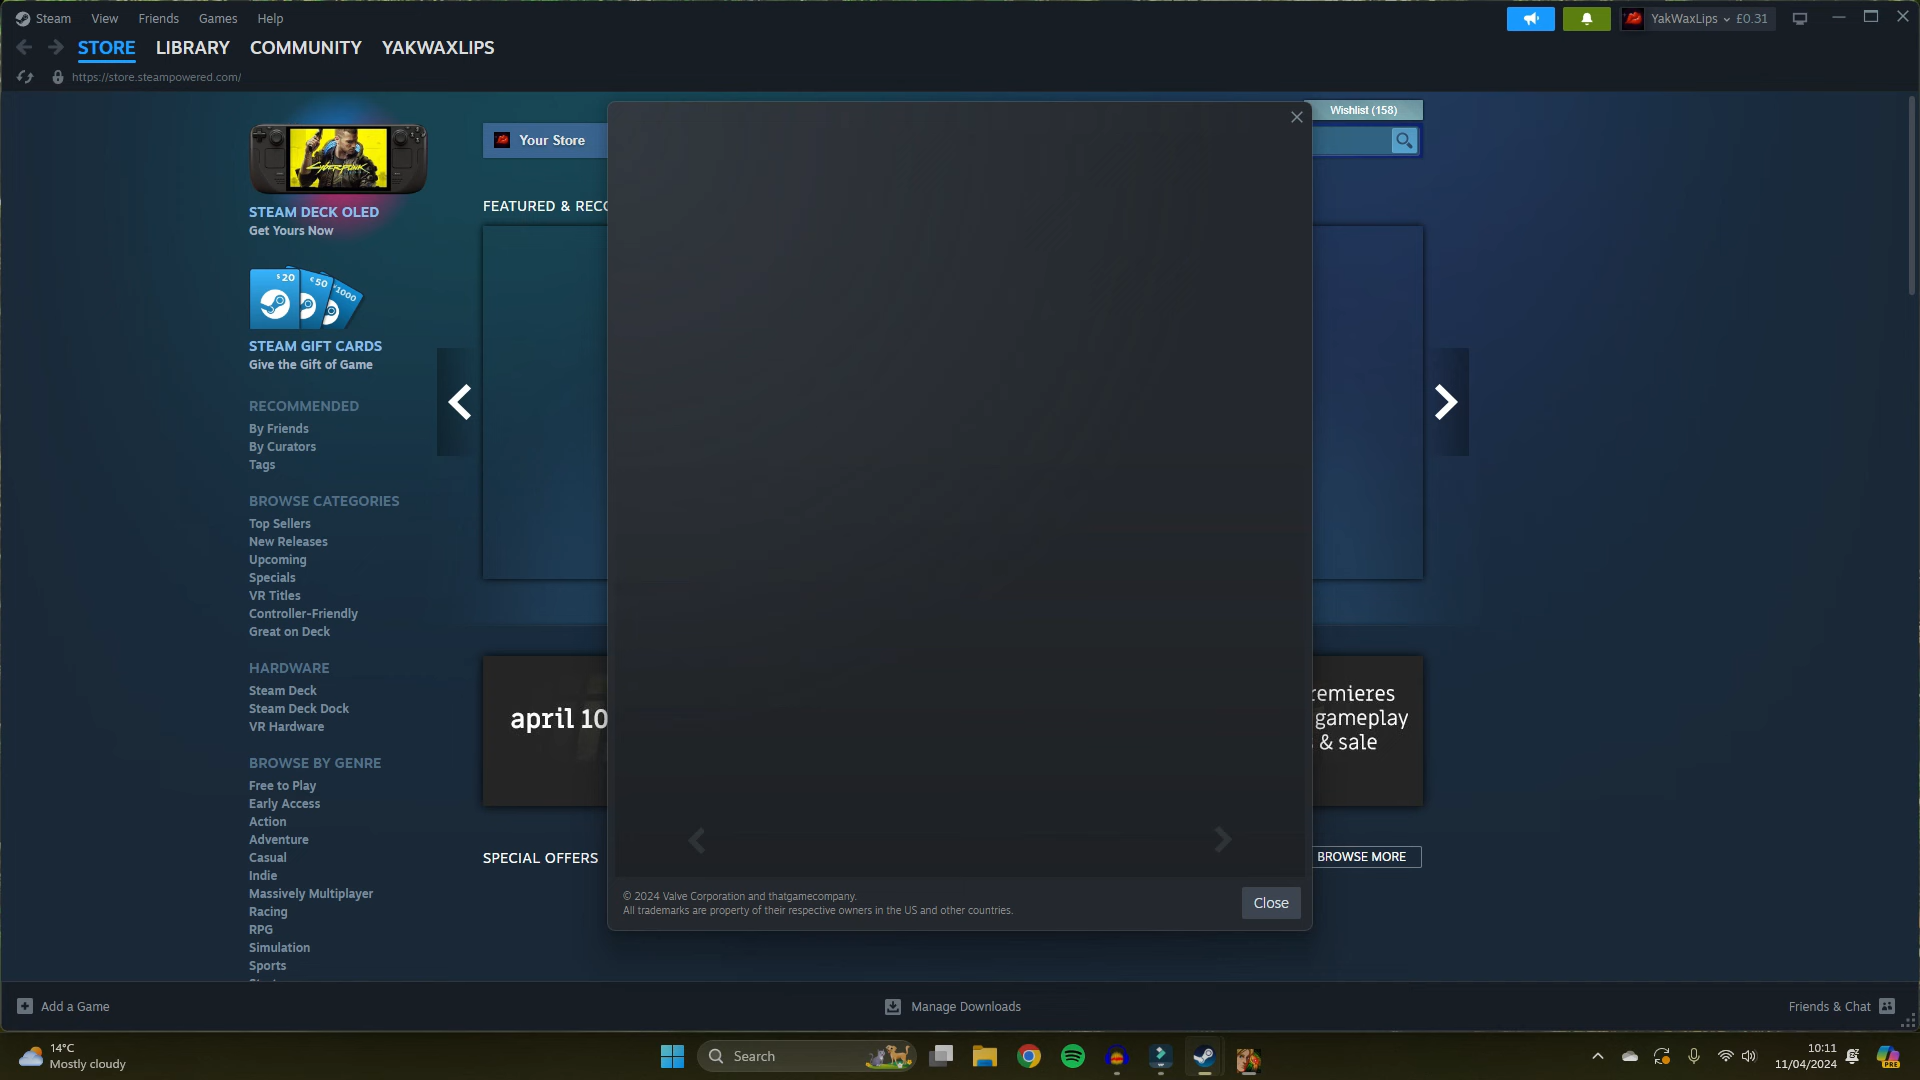 Steam
View
Friends
Games
Help
YakWaxLips
£0.31
STORE
LIBRARY
COMMUNITY
YAKWAXLIPS
https://store.steampowered.com/
Wishlist (158)
Your Store
STEAM DECK OLED
Get Yours Now
FEATURED & RECO
$20
€50
¥1000
STEAM GIFT CARDS
Give the Gift of Game
RECOMMENDED
By Friends
By Curators
Tags
BROWSE CATEGORIES
Top Sellers
New Releases
Upcoming
Specials
VR Titles
Controller-Friendly
Great on Deck
HARDWARE
Steam Deck
Steam Deck Dock
VR Hardware
BROWSE BY GENRE
Free to Play
Early Access
Action
Adventure
Casual
Indie
Massively Multiplayer
Racing
RPG
Simulation
Sports
april 10
remieres
gameplay
& sale
SPECIAL OFFERS
BROWSE MORE
© 2024 Valve Corporation and thatgamecompany.
All trademarks are property of their respective owners in the US and other countries.
Close
Add a Game
Manage Downloads
Friends & Chat
14°C
Mostly cloudy
Search
10:11
11/04/2024
PRE